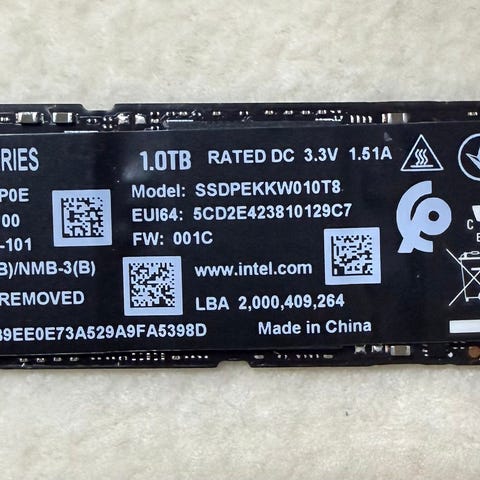 RIES 1.0TB RATED DC 3.3V 1.51A
P0E Model: SSDPEKKW010T8
00 EUI64: 5CD2E423810129C7
-101 FW: 001C
B)/NMB-3(B) www.intel.com
REMOVED LBA 2,000,409,264
39EE0E73A529A9FA5398D Made in China